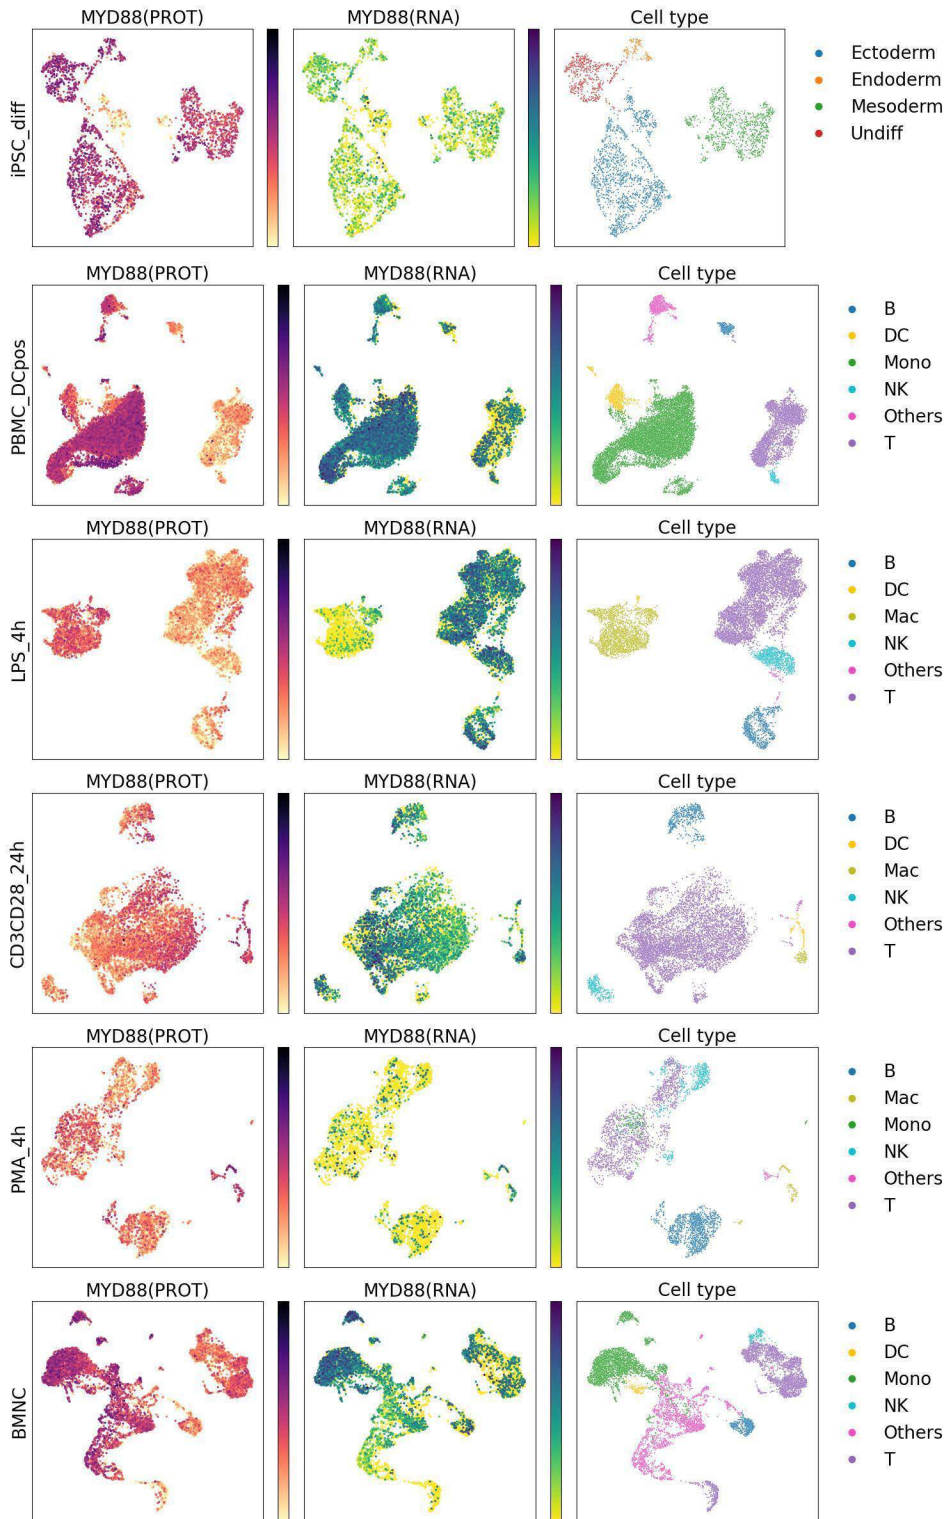 MYD88(PROT) MYD88(RNA) Cell type
iPSC_diff
Ectoderm
Endoderm
Mesoderm
Undiff
MYD88(PROT) MYD88(RNA) Cell type
PBMC_DCpos
B
DC
Mono
NK
Others
T
MYD88(PROT) MYD88(RNA) Cell type
LPS_4h
B
DC
Mac
NK
Others
T
MYD88(PROT) MYD88(RNA) Cell type
CD3CD28_24h
B
DC
Mac
NK
Others
T
MYD88(PROT) MYD88(RNA) Cell type
PMA_4h
B
Mac
Mono
NK
Others
T
MYD88(PROT) MYD88(RNA) Cell type
BMNC
B
DC
Mono
NK
Others
T